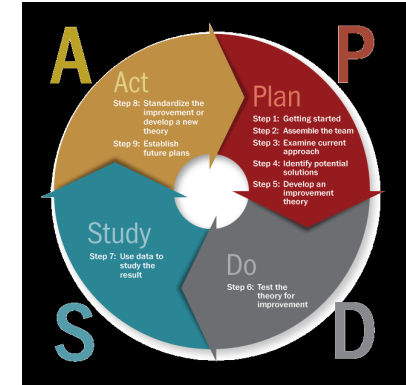 A
P
Act
Step 8: Standardize the
improvement or
develop a new
theory
Step 9: Establish
future plans
Plan
Step 1: Getting started
Step 2: Assemble the team
Step 3: Examine current
approach
Step 4: Identify potential
solutions
Step 5: Develop an
improvement
theory
Study
Step 7: Use data to
study the
result
Do
Step 6: Test the
theory for
improvement
S
D